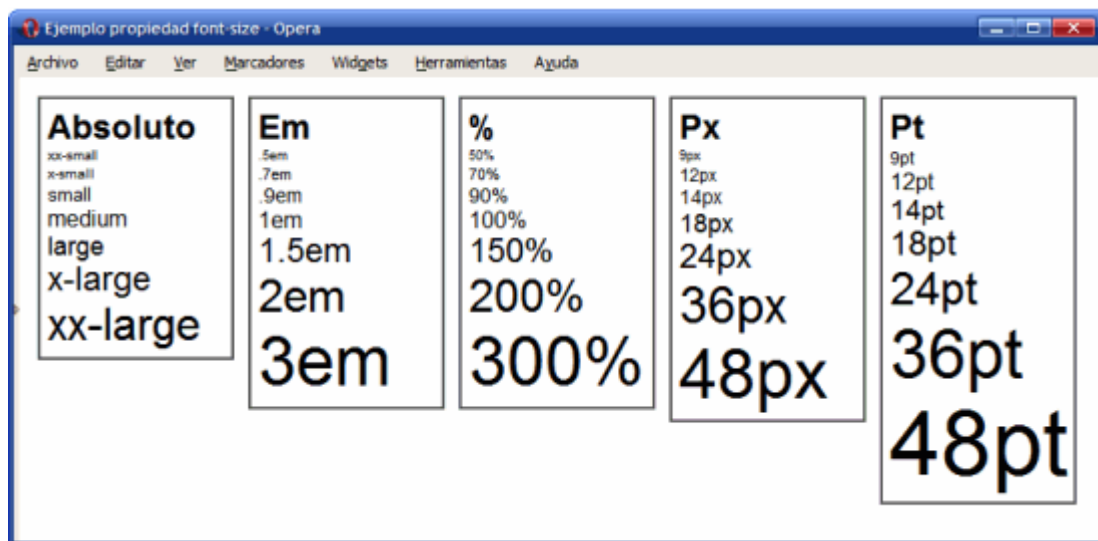 Ejemplo propiedad font-size - Opera
Archivo Editar Ver Marcadores Widgets Herramientas Ayuda
Absoluto
xx-small
x-small
small
medium
large
x-large
xx-large
Em
.5em
.7em
.9em
1em
1.5em
2em
3em
%
50%
70%
90%
100%
150%
200%
300%
Px
9px
12px
14px
18px
24px
36px
48px
Pt
9pt
12pt
14pt
18pt
24pt
36pt
48pt